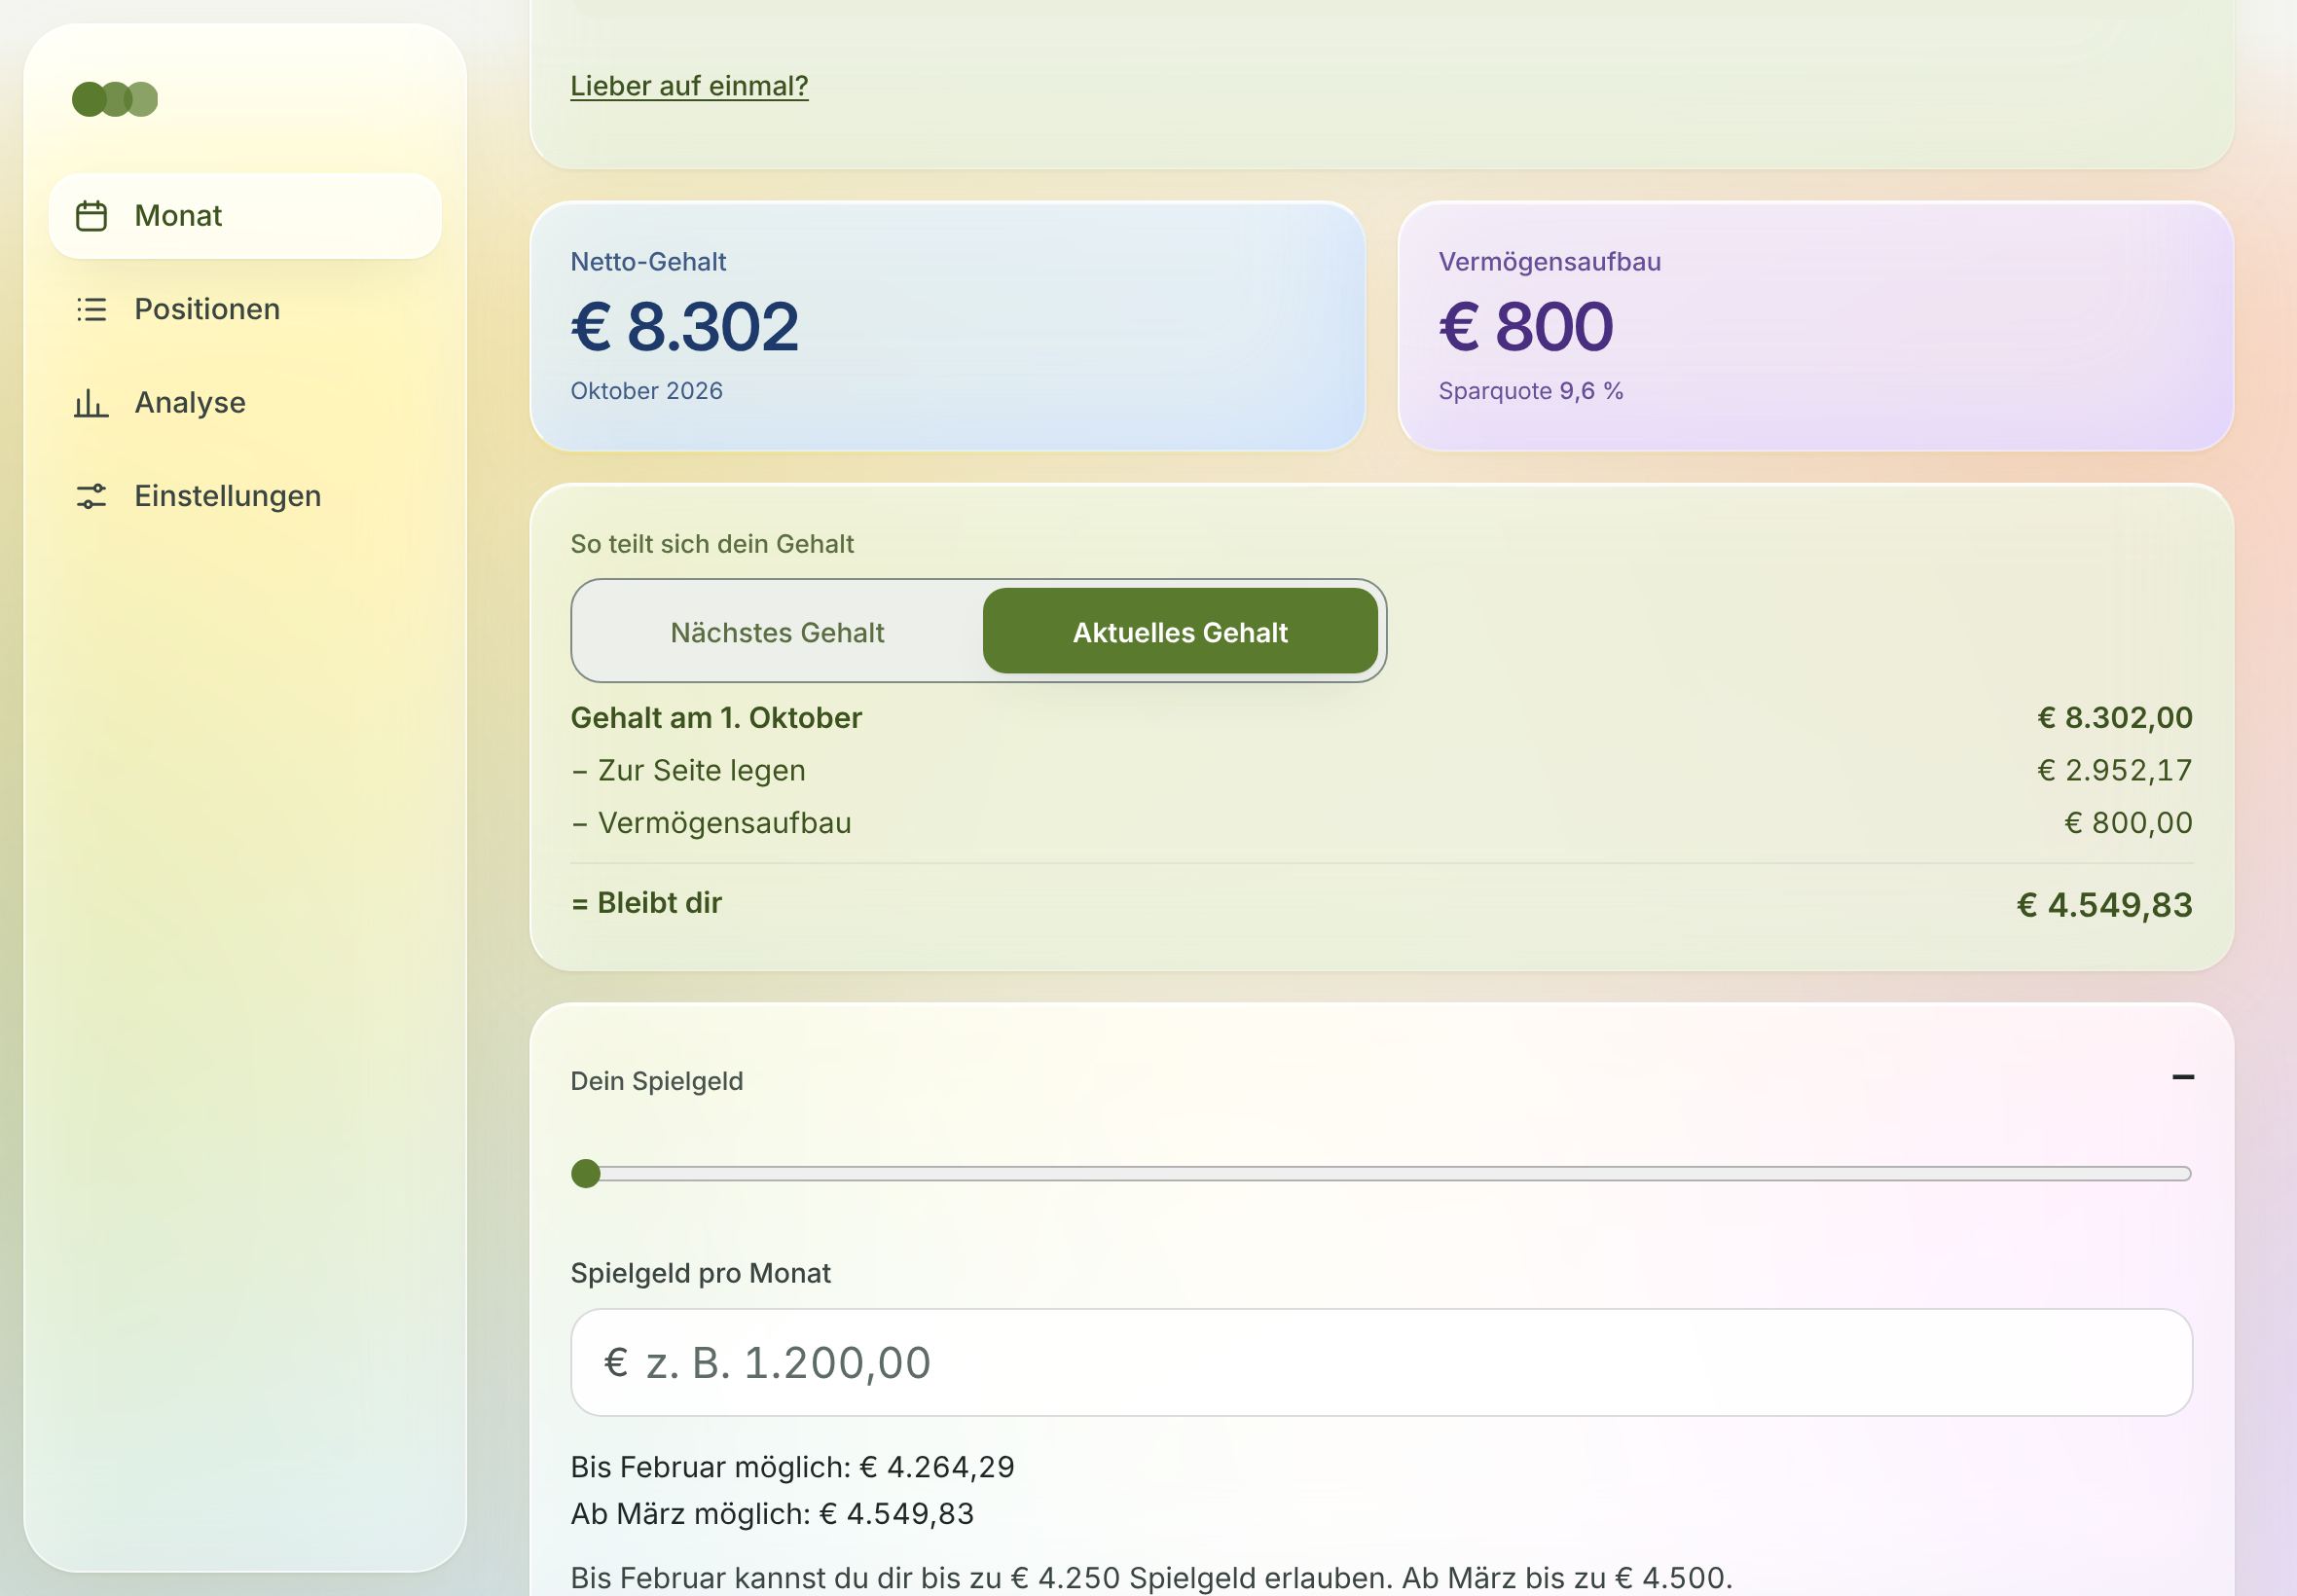 Lieber auf einmal?
Monat
Positionen
Analyse
Einstellungen
Netto-Gehalt
€ 8.302
Oktober 2026
Vermögensaufbau
€ 800
Sparquote 9,6 %
So teilt sich dein Gehalt
Nächstes Gehalt
Aktuelles Gehalt
Gehalt am 1. Oktober € 8.302,00
− Zur Seite legen € 2.952,17
− Vermögensaufbau € 800,00
= Bleibt dir € 4.549,83
Dein Spielgeld –
Spielgeld pro Monat
€ z. B. 1.200,00
Bis Februar möglich: € 4.264,29
Ab März möglich: € 4.549,83
Bis Februar kannst du dir bis zu € 4.250 Spielgeld erlauben. Ab März bis zu € 4.500.